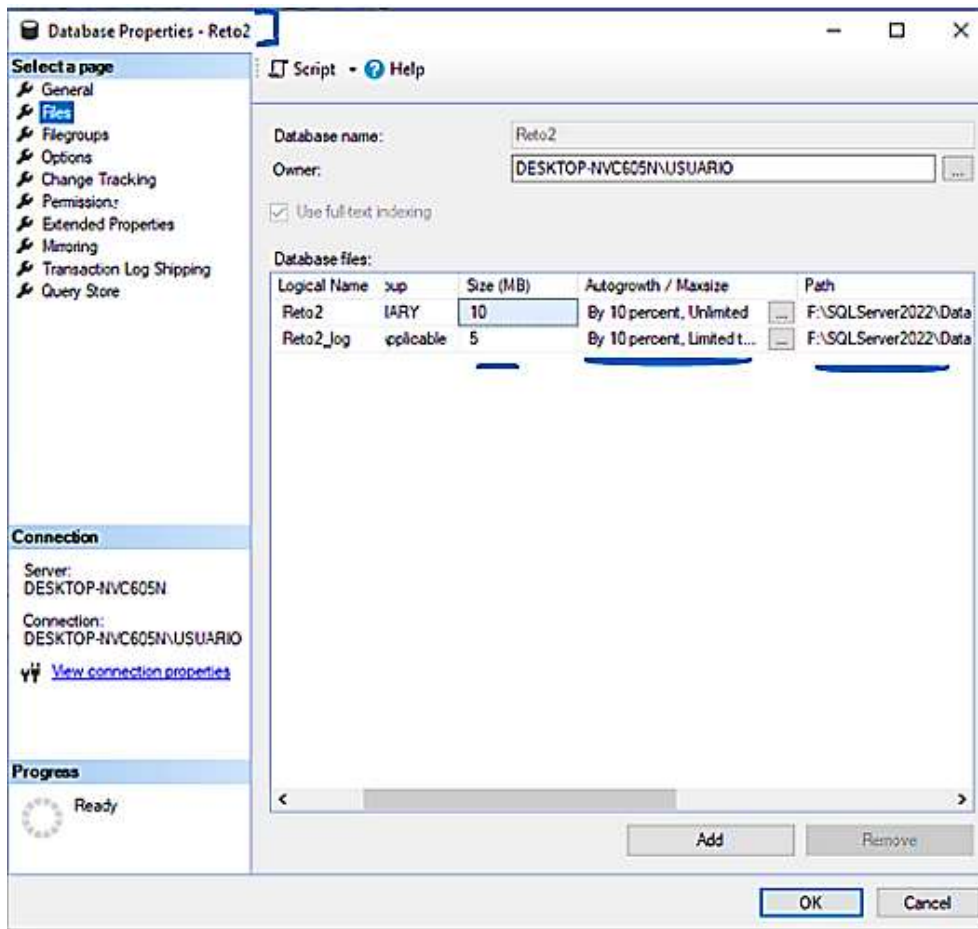 Database Properties - Reto2
Select a page
General
Files
Filegroups
Options
Change Tracking
Permissions
Extended Properties
Mirroring
Transaction Log Shipping
Query Store
Connection
Server:
DESKTOP-NVC605N
Connection:
DESKTOP-NVC605N\USUARIO
View connection properties
Progress
Ready
Script Help
Database name: Reto2
Owner: DESKTOP-NVC605N\USUARIO ...
Use full-text indexing
Database files:
Logical Name oup Size (MB) Autogrowth / Maxsize Path
Reto2 IARY 10 By 10 percent, Unlimited ... F:\SQLServer2022\Data
Reto2_log applicable 5 By 10 percent, Limited t... ... F:\SQLServer2022\Data
Add Remove
OK Cancel